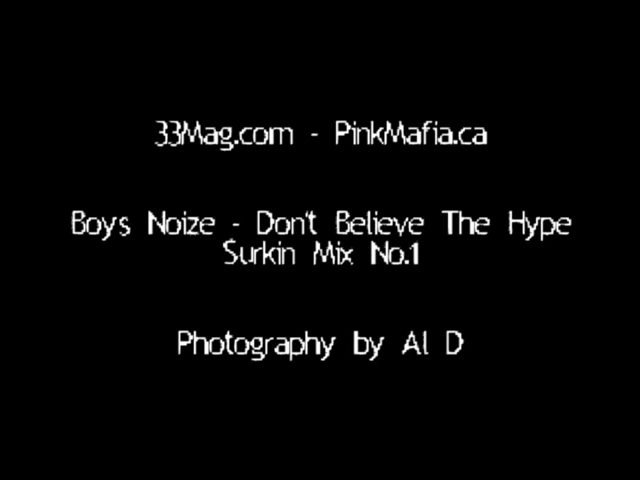 33Mag.com - PinkMafia.ca
Boys Noize - Don't Believe The Hype
Surkin Mix No.1
Photography by Al D